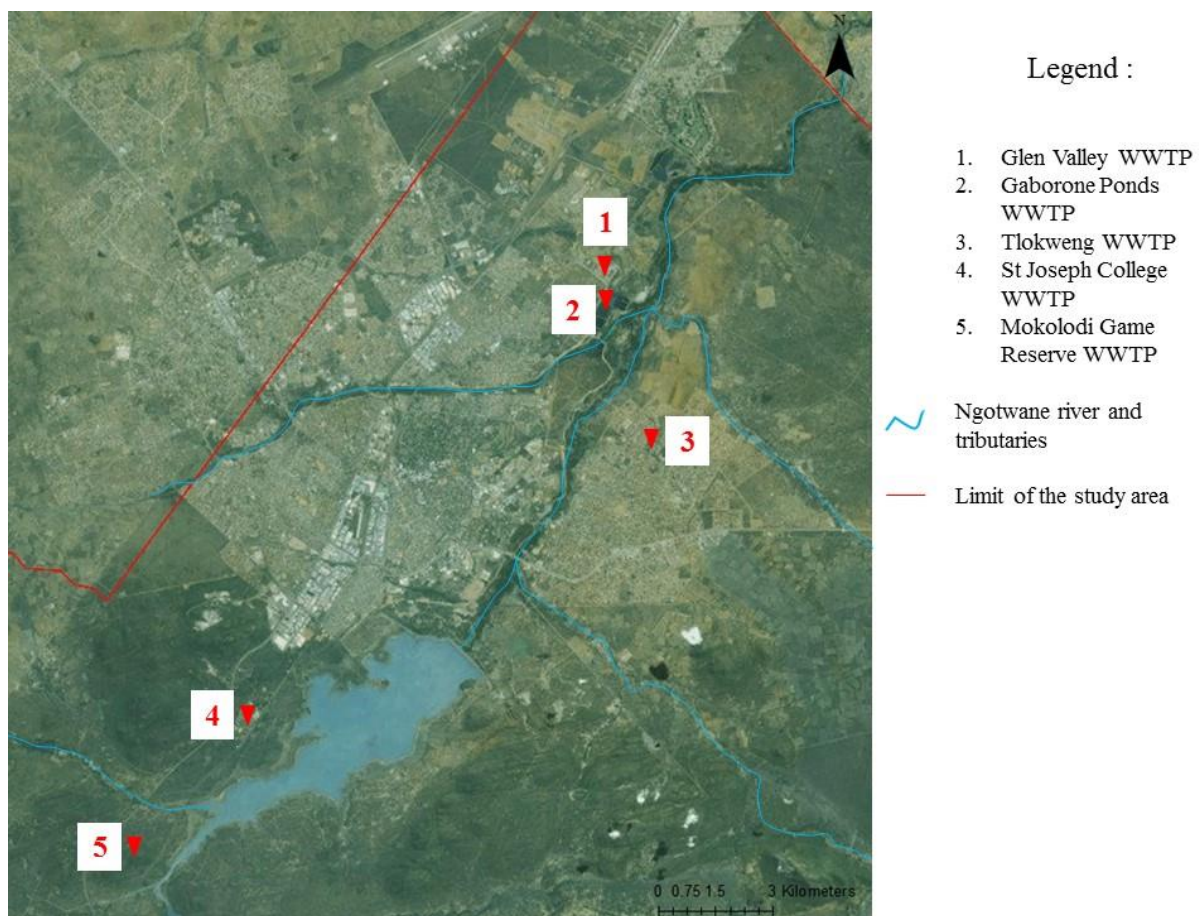 N
1
2
3
4
5
0 0.75 1.5 3 Kilometers
Legend :
1. Glen Valley WWTP
2. Gaborone Ponds
WWTP
3. Tlokweng WWTP
4. St Joseph College
WWTP
5. Mokolodi Game
Reserve WWTP
Ngotwane river and
tributaries
Limit of the study area